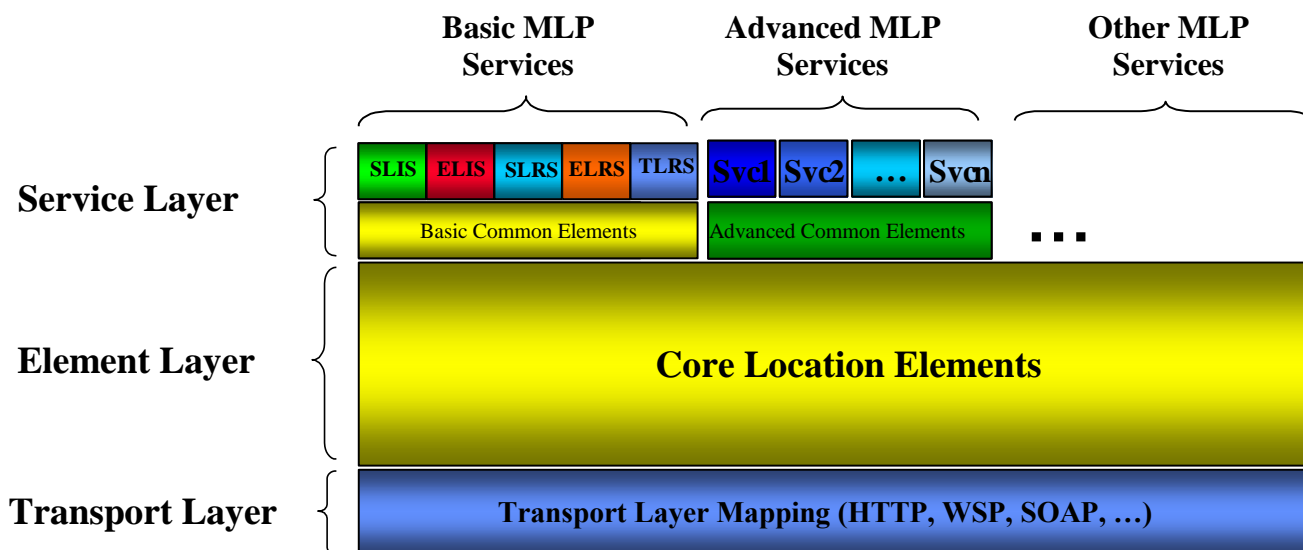 Basic MLP
Services
Advanced MLP
Services
Other MLP
Services
Service Layer
SLIS
ELIS
SLRS
ELRS
TLRS
Svc1
Svc2
…
Svcn
Basic Common Elements
Advanced Common Elements
...
Element Layer
Core Location Elements
Transport Layer
Transport Layer Mapping (HTTP, WSP, SOAP, …)